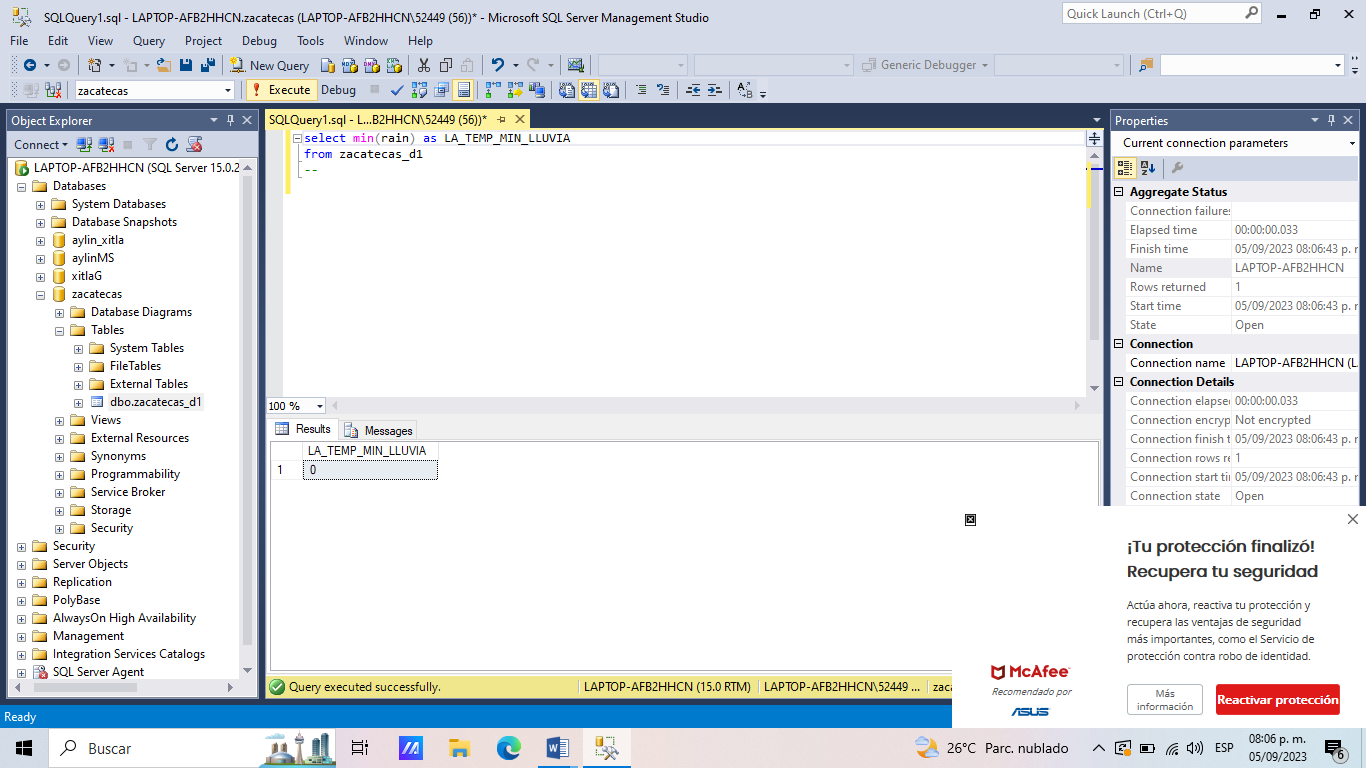 SQLQuery1.sql - LAPTOP-AFB2HHCN.zacatecas (LAPTOP-AFB2HHCN\52449 (56))* - Microsoft SQL Server Management Studio
Quick Launch (Ctrl+Q)
File Edit View Query Project Debug Tools Window Help
New Query
Generic Debugger
zacatecas
Execute Debug
Object Explorer
Connect
LAPTOP-AFB2HHCN (SQL Server 15.0.2
Databases
System Databases
Database Snapshots
aylin_xitla
aylinMS
xitlaG
zacatecas
Database Diagrams
Tables
System Tables
FileTables
External Tables
dbo.zacatecas_d1
Views
External Resources
Synonyms
Programmability
Service Broker
Storage
Security
Security
Server Objects
Replication
PolyBase
AlwaysOn High Availability
Management
Integration Services Catalogs
SQL Server Agent
SQLQuery1.sql - L...B2HHCN\52449 (56))*
select min(rain) as LA_TEMP_MIN_LLUVIA
from zacatecas_d1
--
100 %
Results Messages
LA_TEMP_MIN_LLUVIA
1 0
Query executed successfully.
LAPTOP-AFB2HHCN (15.0 RTM)
LAPTOP-AFB2HHCN\52449 ...
zac
Properties
Current connection parameters
Aggregate Status
Connection failures
Elapsed time 00:00:00.033
Finish time 05/09/2023 08:06:43 p. r
Name LAPTOP-AFB2HHCN
Rows returned 1
Start time 05/09/2023 08:06:43 p. r
State Open
Connection
Connection name LAPTOP-AFB2HHCN (L
Connection Details
Connection elapse 00:00:00.033
Connection encryp Not encrypted
Connection finish t 05/09/2023 08:06:43 p. r
Connection rows re 1
Connection start tir 05/09/2023 08:06:43 p. r
Connection state Open
¡Tu protección finalizó!
Recupera tu seguridad
Actúa ahora, reactiva tu protección y
recupera las ventajas de seguridad
más importantes, como el Servicio de
protección contra robo de identidad.
McAfee
Recomendado por
ASUS
Más
información
Reactivar protección
Ready
Buscar
26°C Parc. nublado
ESP
08:06 p. m.
05/09/2023
6